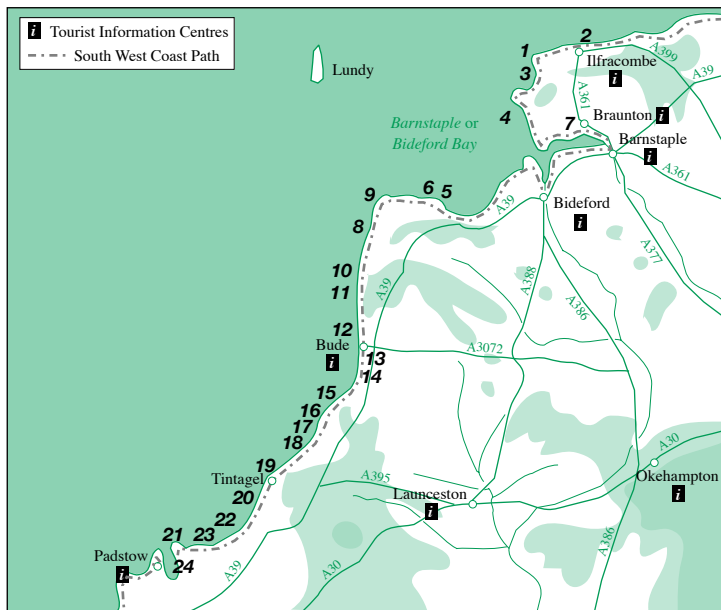 i Tourist Information Centres
South West Coast Path
Lundy
1
2
3
4
Ilfracombe
i
A399
A39
A361
Braunton
i
7
Barnstaple or
Bideford Bay
Barnstaple
i
A361
9
6
5
A39
Bideford
i
8
A377
10
11
A39
A388
A386
12
Bude
i
13
14
A3072
15
16
17
18
19
Tintagel
20
A395
A30
Okehampton
i
Launceston
i
21
22
23
24
Padstow
i
A39
A30
A386